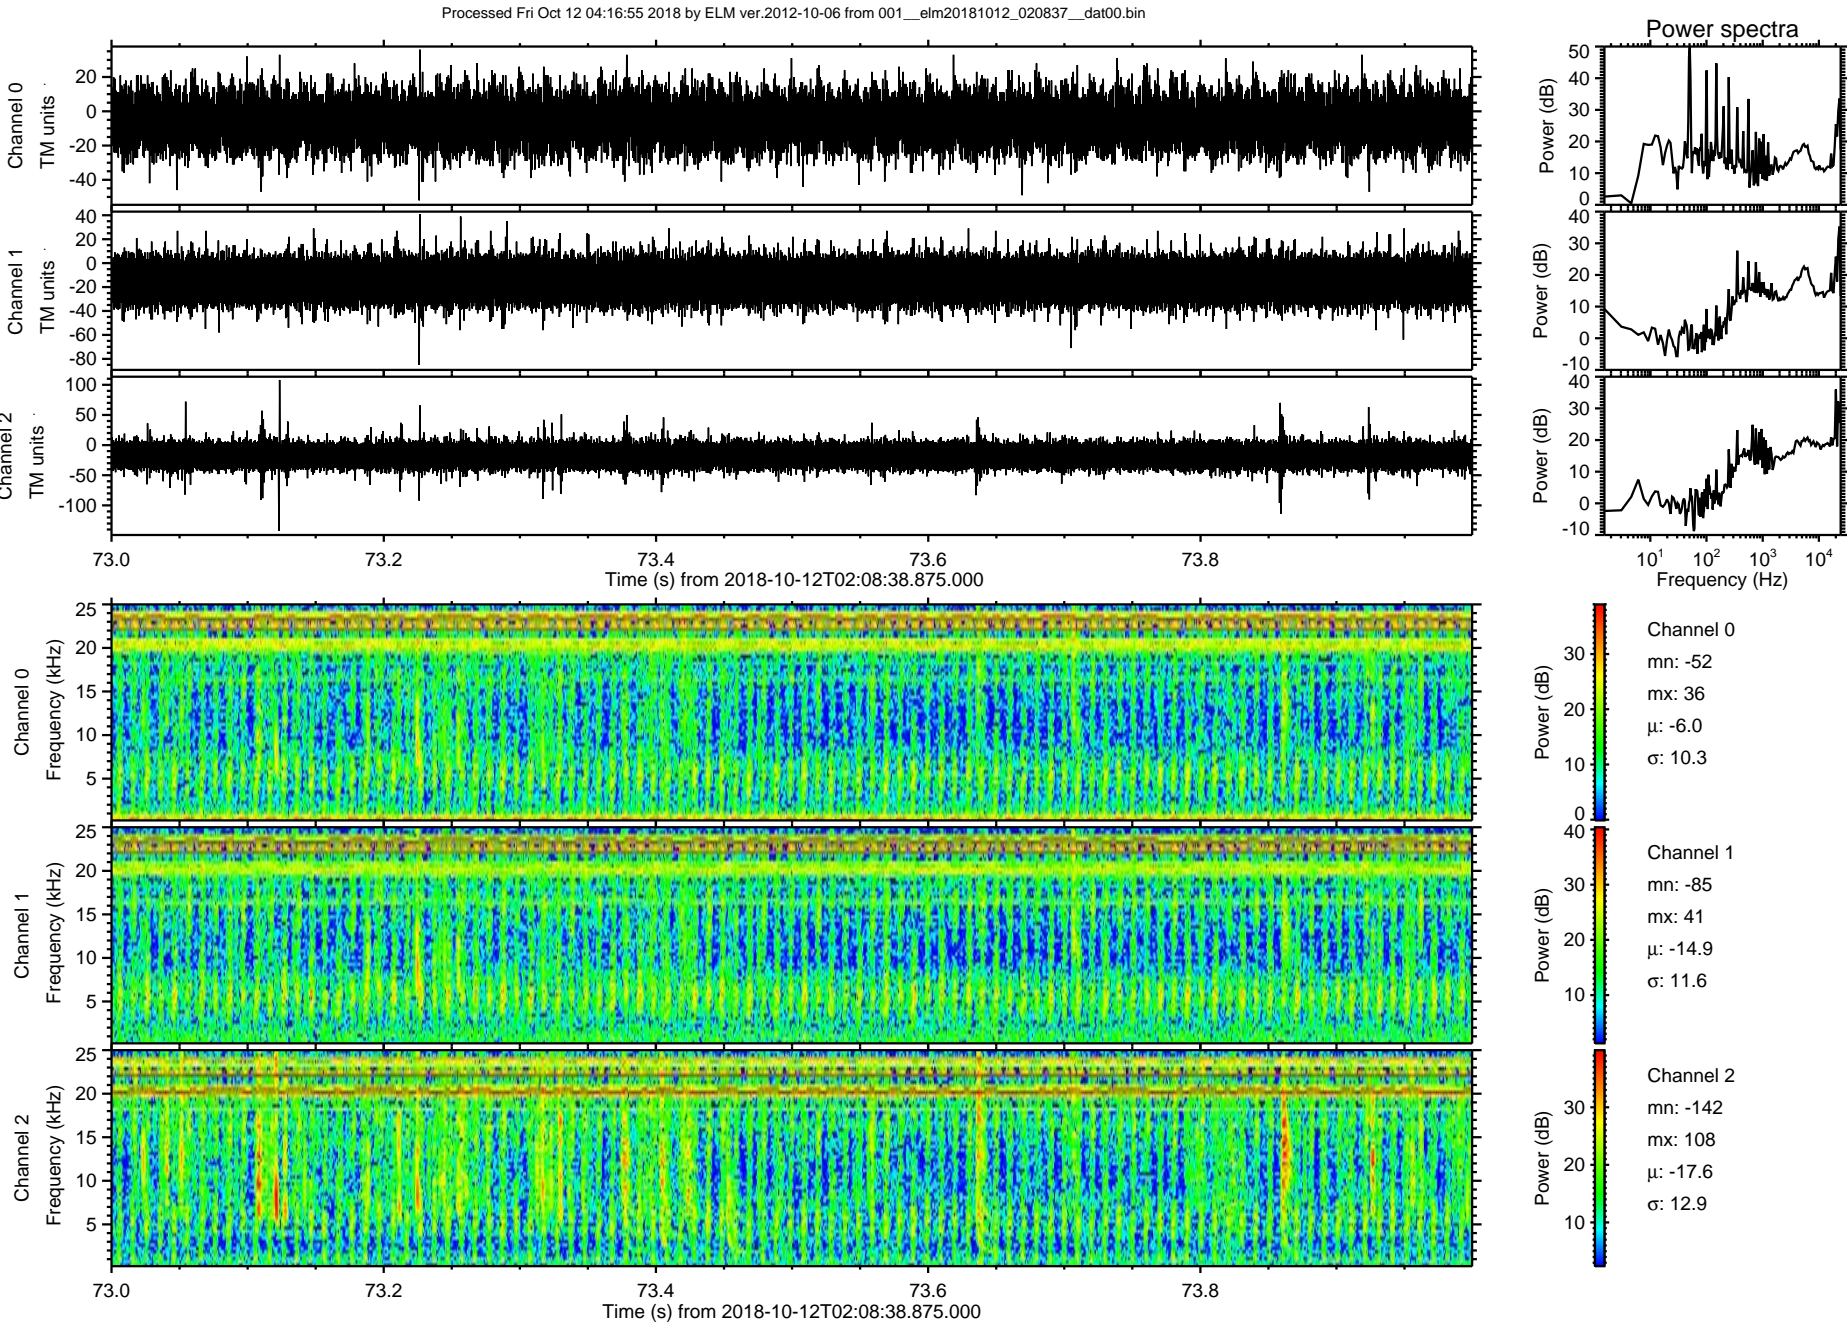 Processed Fri Oct 12 04:16:55 2018 by ELM ver.2012-10-06 from 001__elm20181012_020837__dat00.bin
Power spectra
Channel 0
TM units
20
0
-20
-40
Power (dB)
50
40
30
20
10
0
Channel 1
TM units
40
20
0
-20
-40
-60
-80
Power (dB)
40
30
20
10
0
-10
Channel 2
TM units
100
50
0
-50
-100
Power (dB)
40
30
20
10
0
-10
73.0 73.2 73.4 73.6 73.8
Time (s) from 2018-10-12T02:08:38.875.000
10^1 10^2 10^3 10^4
Frequency (Hz)
Channel 0
Frequency (kHz)
25
20
15
10
5
Power (dB)
30
20
10
0
Channel 0
mn: -52
mx: 36
μ: -6.0
σ: 10.3
Channel 1
Frequency (kHz)
25
20
15
10
5
Power (dB)
40
30
20
10
Channel 1
mn: -85
mx: 41
μ: -14.9
σ: 11.6
Channel 2
Frequency (kHz)
25
20
15
10
5
Power (dB)
30
20
10
Channel 2
mn: -142
mx: 108
μ: -17.6
σ: 12.9
73.0 73.2 73.4 73.6 73.8
Time (s) from 2018-10-12T02:08:38.875.000